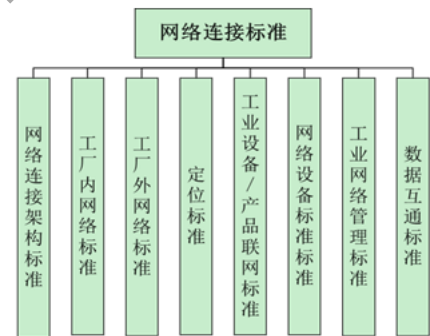 网络连接标准
网络连接架构标准
工厂内网络标准
工厂外网络标准
定位标准
工业设备/产品联网标准
网络设备标准标准
工业网络管理标准
数据互通标准